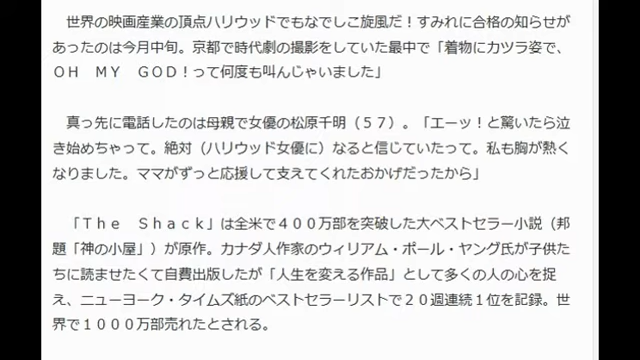 世界の映画産業の頂点ハリウッドでもなでしこ旋風だ！すみれに合格の知らせが
あったのは今月中旬。京都で時代劇の撮影をしていた最中で「着物にカツラ姿で、
ＯＨ　ＭＹ　ＧＯＤ！って何度も叫んじゃいました」
真っ先に電話したのは母親で女優の松原千明（５７）。「エーッ！と驚いたら泣
き始めちゃって。絶対（ハリウッド女優に）なると信じていたって。私も胸が熱く
なりました。ママがずっと応援して支えてくれたおかげだったから」
「Ｔｈｅ　Ｓｈａｃｋ」は全米で４００万部を突破した大ベストセラー小説（邦
題「神の小屋」）が原作。カナダ人作家のウィリアム・ポール・ヤング氏が子供た
ちに読ませたくて自費出版したが「人生を変える作品」として多くの人の心を捉
え、ニューヨーク・タイムズ紙のベストセラーリストで２０週連続１位を記録。世
界で１０００万部売れたとされる。